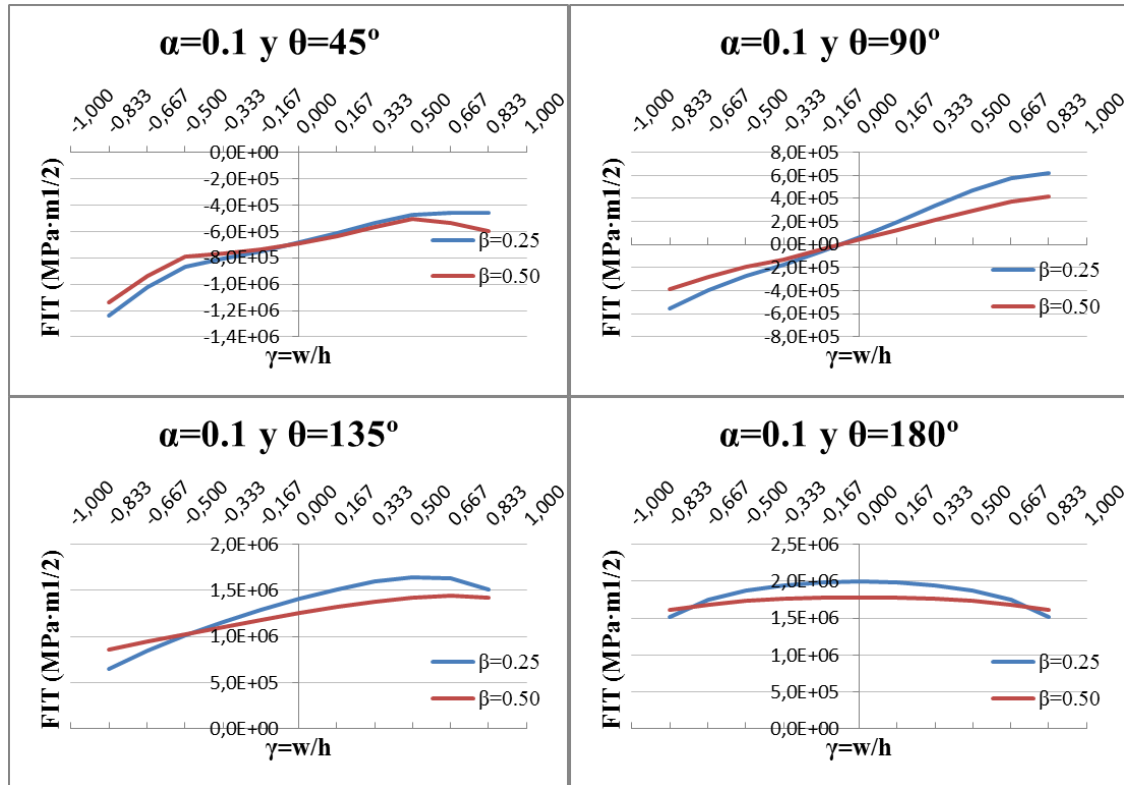 α=0.1 y θ=45º
-1,000 -0,833 -0,667 -0,500 -0,333 -0,167 0,000 0,167 0,333 0,500 0,667 0,833 1,000
0,0E+00
-2,0E+05
-4,0E+05
-6,0E+05
-8,0E+05
-1,0E+06
-1,2E+06
-1,4E+06
FIT (MPa·m1/2)
β=0.25
β=0.50
γ=w/h
α=0.1 y θ=90º
-1,000 -0,833 -0,667 -0,500 -0,333 -0,167 0,000 0,167 0,333 0,500 0,667 0,833 1,000
8,0E+05
6,0E+05
4,0E+05
2,0E+05
0,0E+00
-2,0E+05
-4,0E+05
-6,0E+05
-8,0E+05
FIT (MPa·m1/2)
β=0.25
β=0.50
γ=w/h
α=0.1 y θ=135º
-1,000 -0,833 -0,667 -0,500 -0,333 -0,167 0,000 0,167 0,333 0,500 0,667 0,833 1,000
2,0E+06
1,5E+06
1,0E+06
5,0E+05
0,0E+00
FIT (MPa·m1/2)
β=0.25
β=0.50
γ=w/h
α=0.1 y θ=180º
-1,000 -0,833 -0,667 -0,500 -0,333 -0,167 0,000 0,167 0,333 0,500 0,667 0,833 1,000
2,5E+06
2,0E+06
1,5E+06
1,0E+06
5,0E+05
0,0E+00
FIT (MPa·m1/2)
β=0.25
β=0.50
γ=w/h